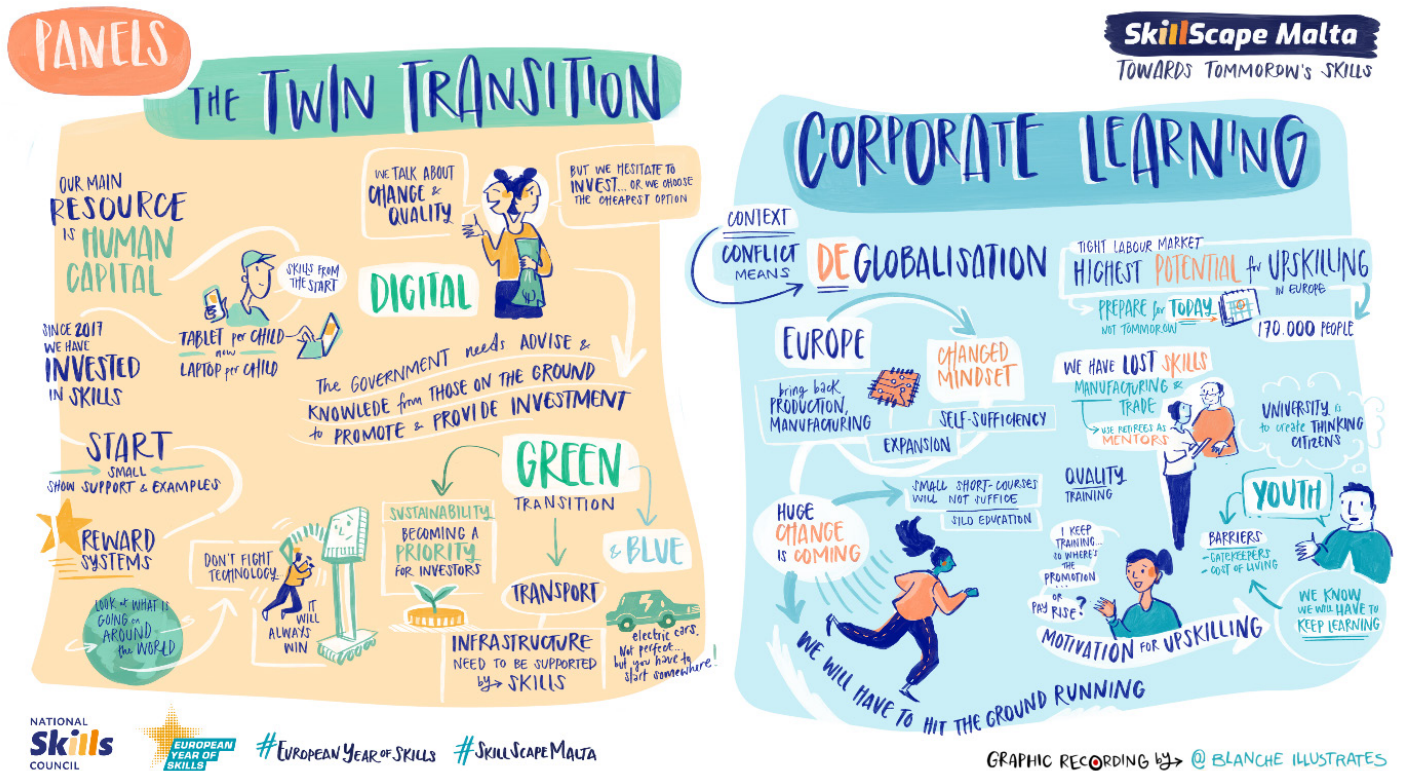 PANELS
THE TWIN TRANSITION
OUR MAIN
RESOURCE
IS HUMAN
CAPITAL
WE TALK ABOUT
CHANGE &
QUALITY
BUT WE HESITATE TO
INVEST... OR WE CHOOSE
THE CHEAPEST OPTION
SKILLS FROM
THE START
TABLET per CHILD
now
LAPTOP per CHILD
DIGITAL
SINCE 2017
WE HAVE
INVESTED
IN SKILLS
The GOVERNMENT needs ADVISE &
KNOWLEDE from THOSE ON THE GROUND
to PROMOTE & PROVIDE INVESTMENT
START
SMALL
SHOW SUPPORT & EXAMPLES
REWARD
SYSTEMS
LOOK at WHAT IS
GOING on
AROUND
the WORLD
DON'T FIGHT
TECHNOLOGY
IT
WILL
ALWAYS
WIN
GREEN
TRANSITION
SUSTAINABILITY
BECOMING A
PRIORITY
FOR INVESTORS
& BLUE
TRANSPORT
INFRASTRUCTURE
NEED TO BE SUPPORTED
by → SKILLS
electric cars.
Not perfect...
but you have to
start somewhere!
SkillScape Malta
TOWARDS TOMMOROW'S SKILLS
CORPORATE LEARNING
CONTEXT
CONFLICT
MEANS
DEGLOBALISATION
EUROPE
CHANGED
MINDSET
bring back
PRODUCTION,
MANUFACTURING
SELF-SUFFICIENCY
EXPANSION
TIGHT LABOUR MARKET
HIGHEST POTENTIAL for UPSKILLING
IN EUROPE
PREPARE for TODAY
NOT TOMMOROW
170.000 PEOPLE
WE HAVE LOST SKILLS
MANUFACTURING &
TRADE
USE RETIREES AS
MENTORS
UNIVERSITY is
to create THINKING
CITIZENS
HUGE
CHANGE
IS COMING
SMALL SHORT-COURSES
WILL NOT SUFFICE
SILO EDUCATION
QUALITY
TRAINING
YOUTH
BARRIERS
- GATEKEEPERS
- COST OF LIVING
I KEEP
TRAINING...
SO WHERE'S
THE
PROMOTION
...
OR
PAY RISE?
MOTIVATION FOR UPSKILLING
WE KNOW
WE WILL HAVE TO
KEEP LEARNING
WE WILL HAVE TO HIT THE GROUND RUNNING
NATIONAL
Skills
COUNCIL
EUROPEAN
YEAR OF
SKILLS
#EUROPEAN YEAR OF SKILLS
#SKILLSCAPEMALTA
GRAPHIC RECORDING by → @ BLANCHE ILLUSTRATES